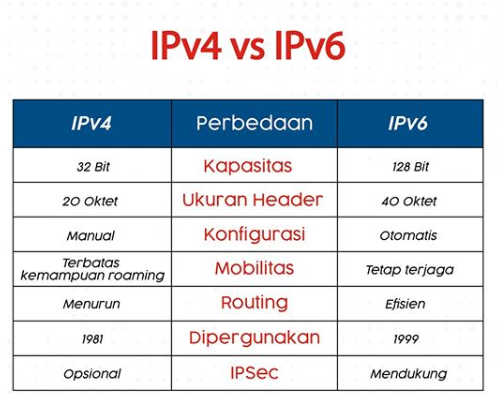 IPv4 vs IPv6
IPv4 Perbedaan IPv6
32 Bit Kapasitas 128 Bit
20 Oktet Ukuran Header 40 Oktet
Manual Konfigurasi Otomatis
Terbatas
kemampuan roaming Mobilitas Tetap terjaga
Menurun Routing Efisien
1981 Dipergunakan 1999
Opsional IPSec Mendukung